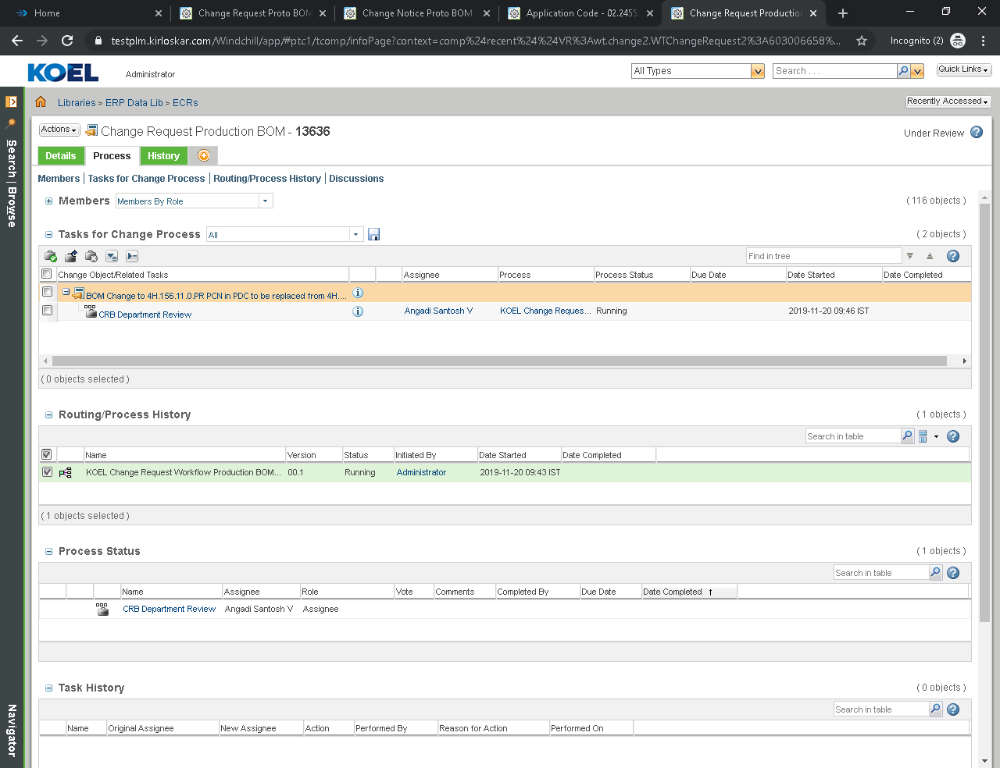 Home
Change Request Proto BOM
Change Notice Proto BOM
Application Code - 02.2455
Change Request Production
testplm.kirloskar.com/Windchill/app/#ptc1/tcomp/infoPage?context=comp%24recent%24%24VR%3Awt.change2.WTChangeRequest2%3A603006658%...
Incognito (2)
KOEL
Administrator
All Types
Search . . .
Quick Links
Libraries > ERP Data Lib > ECRs
Recently Accessed
Actions
Change Request Production BOM - 13636
Under Review
Details
Process
History
Members | Tasks for Change Process | Routing/Process History | Discussions
Members
Members By Role
( 116 objects )
Tasks for Change Process
All
( 2 objects )
Find in tree
Change Object/Related Tasks
Assignee
Process
Process Status
Due Date
Date Started
Date Completed
BOM Change to 4H.156.11.0.PR PCN in PDC to be replaced from 4H....
CRB Department Review
Angadi Santosh V
KOEL Change Reques...
Running
2019-11-20 09:46 IST
( 0 objects selected )
Routing/Process History
( 1 objects )
Search in table
Name
Version
Status
Initiated By
Date Started
Date Completed
KOEL Change Request Workflow Production BOM...
00.1
Running
Administrator
2019-11-20 09:43 IST
( 1 objects selected )
Process Status
( 1 objects )
Search in table
Name
Assignee
Role
Vote
Comments
Completed By
Due Date
Date Completed ↑
CRB Department Review
Angadi Santosh V
Assignee
Task History
( 0 objects )
Search in table
Name
Original Assignee
New Assignee
Action
Performed By
Reason for Action
Performed On
Search | Browse
Navigator